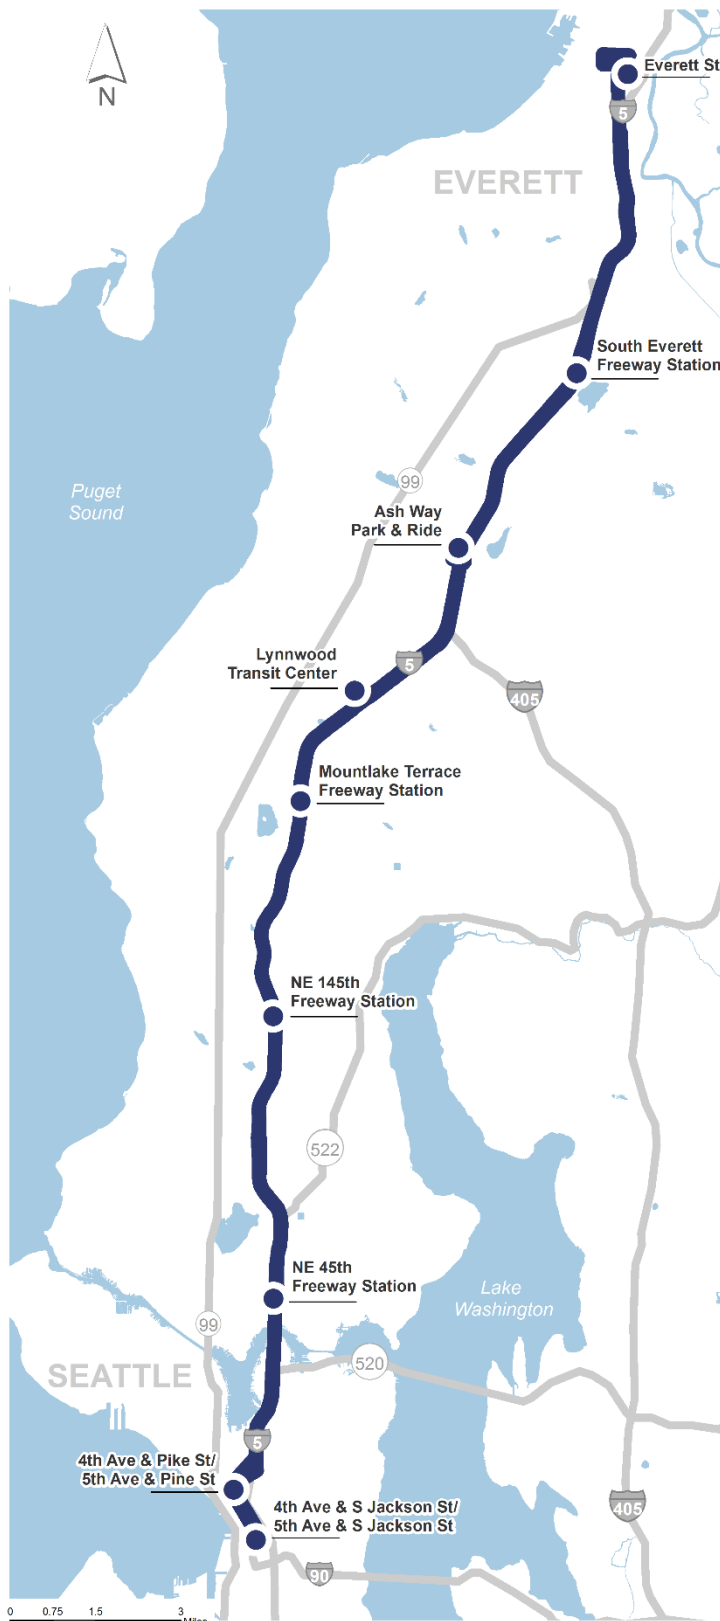 N
Everett St
5
EVERETT
South Everett
Freeway Station
99
Puget
Sound
Ash Way
Park & Ride
Lynnwood
Transit Center
5
405
Mountlake Terrace
Freeway Station
NE 145th
Freeway Station
522
NE 45th
Freeway Station
Lake
Washington
99
520
SEATTLE
5
4th Ave & Pike St/
5th Ave & Pine St
4th Ave & S Jackson St/
5th Ave & S Jackson St
405
90
0 0.75 1.5 3
Miles